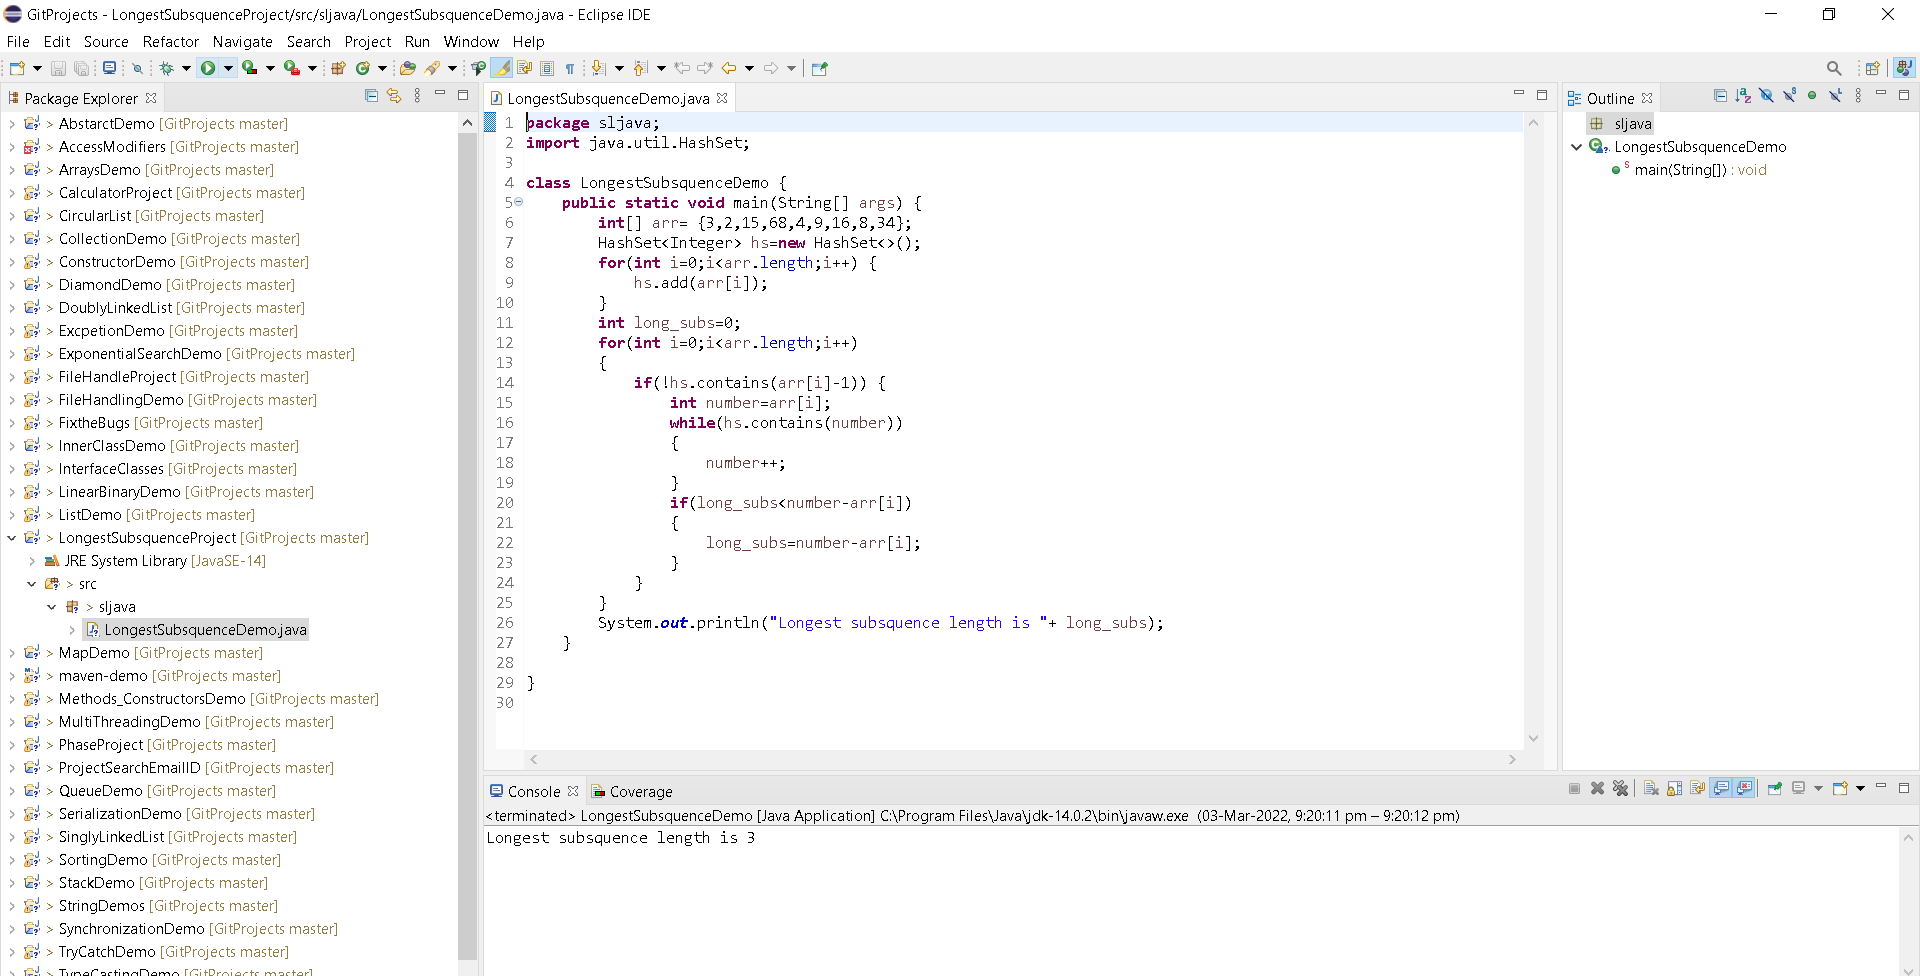 GitProjects - LongestSubsquenceProject/src/sljava/LongestSubsquenceDemo.java - Eclipse IDE
File Edit Source Refactor Navigate Search Project Run Window Help
Package Explorer
> AbstarctDemo [GitProjects master]
> AccessModifiers [GitProjects master]
> ArraysDemo [GitProjects master]
> CalculatorProject [GitProjects master]
> CircularList [GitProjects master]
> CollectionDemo [GitProjects master]
> ConstructorDemo [GitProjects master]
> DiamondDemo [GitProjects master]
> DoublyLinkedList [GitProjects master]
> ExcpetionDemo [GitProjects master]
> ExponentialSearchDemo [GitProjects master]
> FileHandleProject [GitProjects master]
> FileHandlingDemo [GitProjects master]
> FixtheBugs [GitProjects master]
> InnerClassDemo [GitProjects master]
> InterfaceClasses [GitProjects master]
> LinearBinaryDemo [GitProjects master]
> ListDemo [GitProjects master]
> LongestSubsquenceProject [GitProjects master]
JRE System Library [JavaSE-14]
> src
> sljava
LongestSubsquenceDemo.java
> MapDemo [GitProjects master]
> maven-demo [GitProjects master]
> Methods_ConstructorsDemo [GitProjects master]
> MultiThreadingDemo [GitProjects master]
> PhaseProject [GitProjects master]
> ProjectSearchEmailID [GitProjects master]
> QueueDemo [GitProjects master]
> SerializationDemo [GitProjects master]
> SinglyLinkedList [GitProjects master]
> SortingDemo [GitProjects master]
> StackDemo [GitProjects master]
> StringDemos [GitProjects master]
> SynchronizationDemo [GitProjects master]
> TryCatchDemo [GitProjects master]
> TypeCastingDemo [GitProjects master]
LongestSubsquenceDemo.java
1 package sljava;
2 import java.util.HashSet;
3
4 class LongestSubsquenceDemo {
5     public static void main(String[] args) {
6         int[] arr= {3,2,15,68,4,9,16,8,34};
7         HashSet<Integer> hs=new HashSet<>();
8         for(int i=0;i<arr.length;i++) {
9             hs.add(arr[i]);
10         }
11         int long_subs=0;
12         for(int i=0;i<arr.length;i++)
13         {
14             if(!hs.contains(arr[i]-1)) {
15                 int number=arr[i];
16                 while(hs.contains(number))
17                 {
18                     number++;
19                 }
20                 if(long_subs<number-arr[i])
21                 {
22                     long_subs=number-arr[i];
23                 }
24             }
25         }
26         System.out.println("Longest subsquence length is "+ long_subs);
27     }
28
29 }
30
Outline
sljava
LongestSubsquenceDemo
main(String[]) : void
Console Coverage
<terminated> LongestSubsquenceDemo [Java Application] C:\Program Files\Java\jdk-14.0.2\bin\javaw.exe (03-Mar-2022, 9:20:11 pm – 9:20:12 pm)
Longest subsquence length is 3